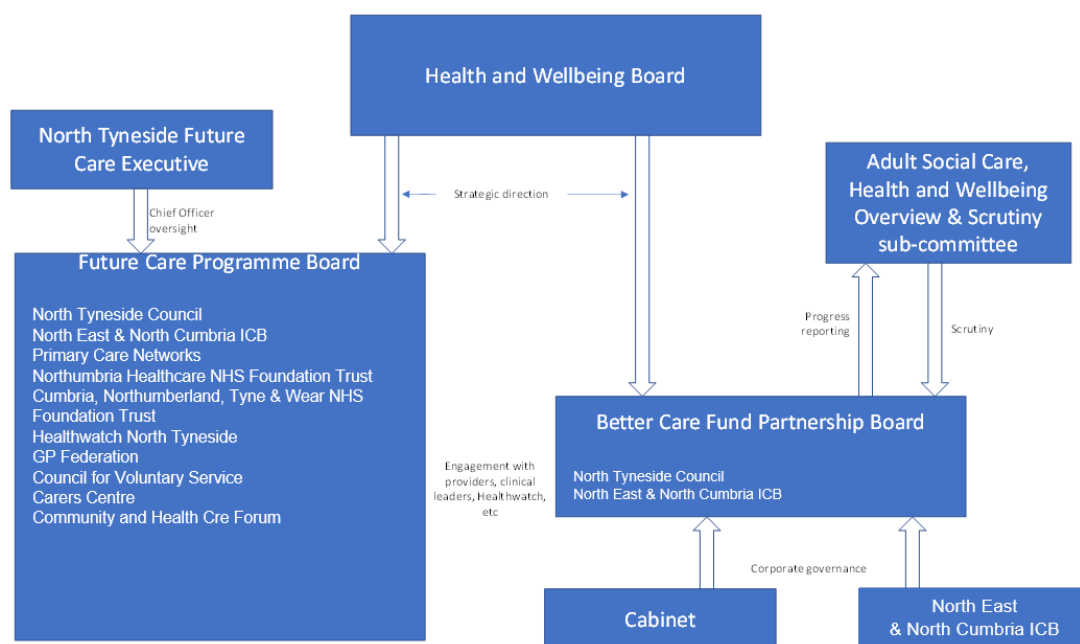 Health and Wellbeing Board
North Tyneside Future
Care Executive
Adult Social Care,
Health and Wellbeing
Overview & Scrutiny
sub-committee
Strategic direction
Chief Officer
oversight
Future Care Programme Board
North Tyneside Council
North East & North Cumbria ICB
Primary Care Networks
Northumbria Healthcare NHS Foundation Trust
Cumbria, Northumberland, Tyne & Wear NHS
Foundation Trust
Healthwatch North Tyneside
GP Federation
Council for Voluntary Service
Carers Centre
Community and Health Cre Forum
Progress
reporting
Scrutiny
Better Care Fund Partnership Board
North Tyneside Council
North East & North Cumbria ICB
Engagement with
providers, clinical
leaders, Healthwatch,
etc
Corporate governance
Cabinet
North East
& North Cumbria ICB